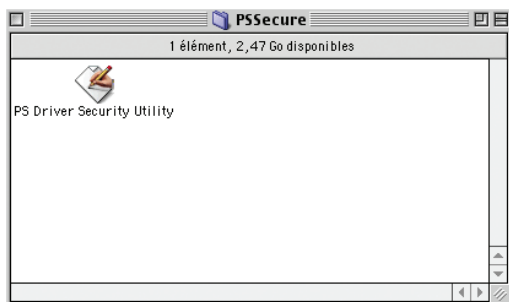 PSSecure
1 élément, 2,47 Go disponibles
PS Driver Security Utility